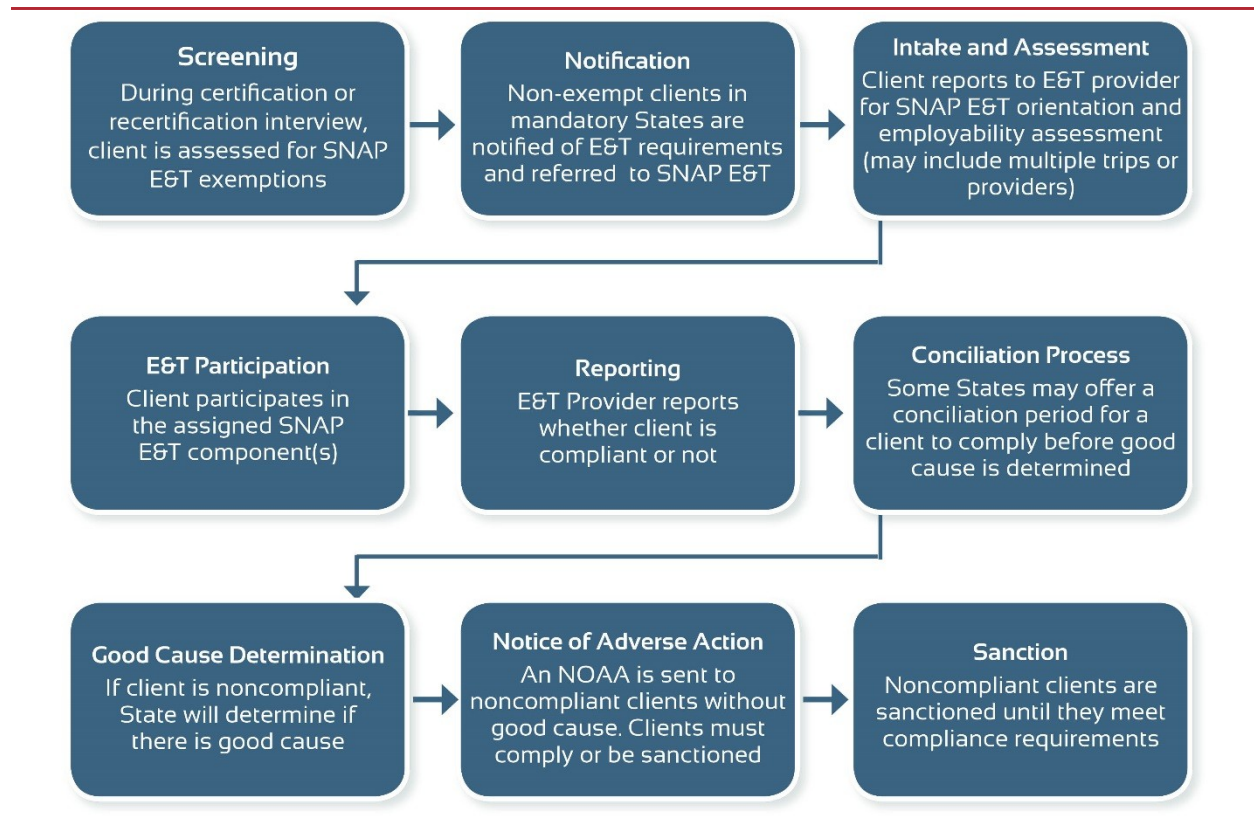 Screening
During certification or
recertification interview,
client is assessed for SNAP
E&T exemptions
Notification
Non-exempt clients in
mandatory States are
notified of E&T requirements
and referred to SNAP E&T
Intake and Assessment
Client reports to E&T provider
for SNAP E&T orientation and
employability assessment
(may include multiple trips or
providers)
E&T Participation
Client participates in
the assigned SNAP
E&T component(s)
Reporting
E&T Provider reports
whether client is
compliant or not
Conciliation Process
Some States may offer a
conciliation period for a
client to comply before good
cause is determined
Good Cause Determination
If client is noncompliant,
State will determine if
there is good cause
Notice of Adverse Action
An NOAA is sent to
noncompliant clients without
good cause. Clients must
comply or be sanctioned
Sanction
Noncompliant clients are
sanctioned until they meet
compliance requirements